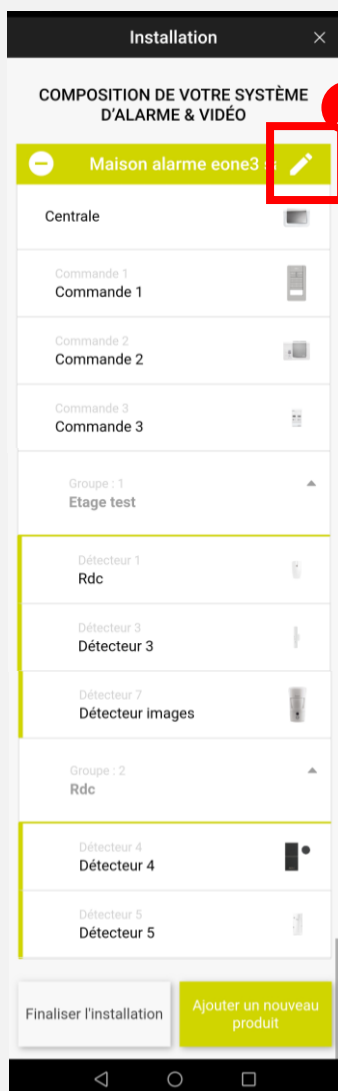 Installation
COMPOSITION DE VOTRE SYSTÈME
D'ALARME & VIDÉO
Maison alarme eone3 s
Centrale
Commande 1
Commande 1
Commande 2
Commande 2
Commande 3
Commande 3
Groupe : 1
Etage test
Détecteur 1
Rdc
Détecteur 3
Détecteur 3
Détecteur 7
Détecteur images
Groupe : 2
Rdc
Détecteur 4
Détecteur 4
Détecteur 5
Détecteur 5
Finaliser l'installation
Ajouter un nouveau
produit